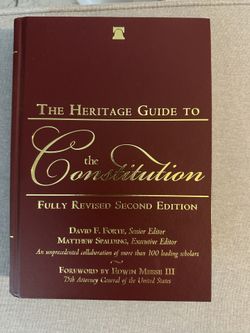 THE HERITAGE GUIDE TO
the
Constitution
FULLY REVISED SECOND EDITION
DAVID F. FORTE, Senior Editor
MATTHEW SPALDING, Executive Editor
An unprecedented collaboration of more than 100 leading scholars
FOREWORD BY EDWIN MEESE III
75th Attorney General of the United States